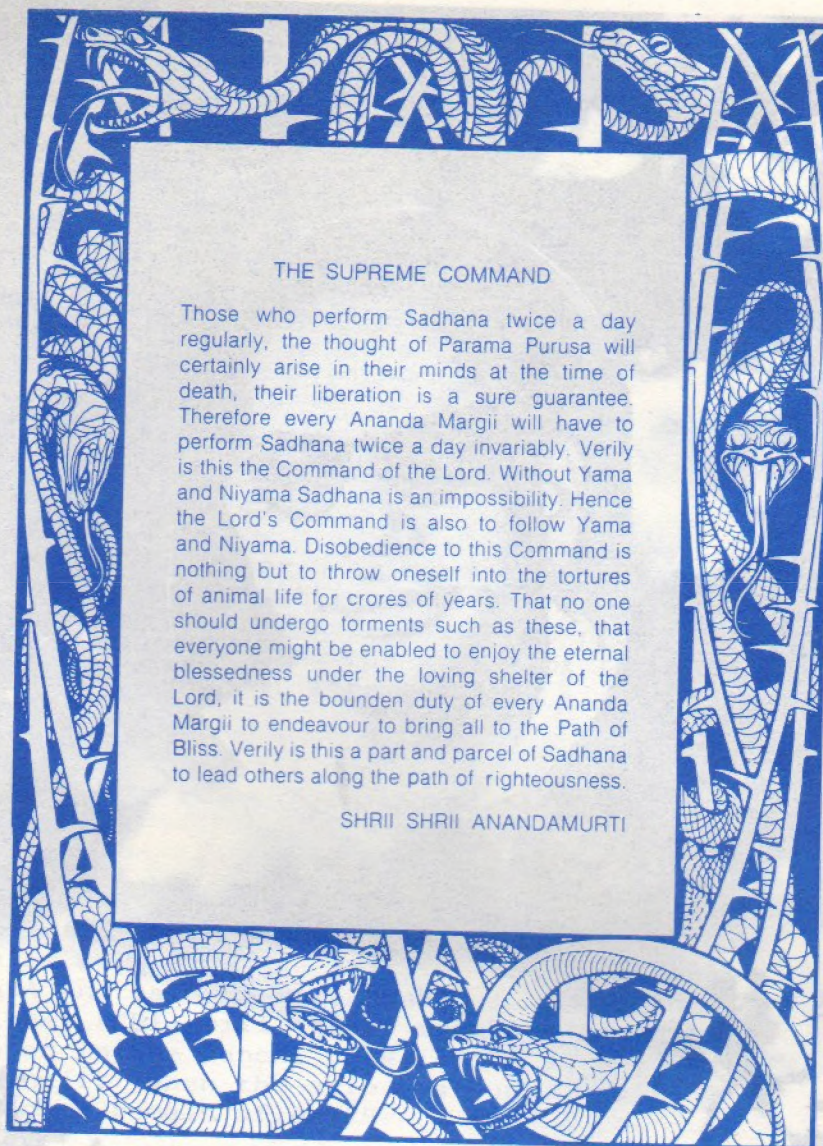 THE SUPREME COMMAND
Those who perform Sadhana twice a day
regularly, the thought of Parama Purusa will
certainly arise in their minds at the time of
death, their liberation is a sure guarantee.
Therefore every Ananda Margii will have to
perform Sadhana twice a day invariably. Verily
is this the Command of the Lord. Without Yama
and Niyama Sadhana is an impossibility. Hence
the Lord's Command is also to follow Yama
and Niyama. Disobedience to this Command is
nothing but to throw oneself into the tortures
of animal life for crores of years. That no one
should undergo torments such as these, that
everyone might be enabled to enjoy the eternal
blessedness under the loving shelter of the
Lord, it is the bounden duty of every Ananda
Margii to endeavour to bring all to the Path of
Bliss. Verily is this a part and parcel of Sadhana
to lead others along the path of righteousness.
SHRII SHRII ANANDAMURTI